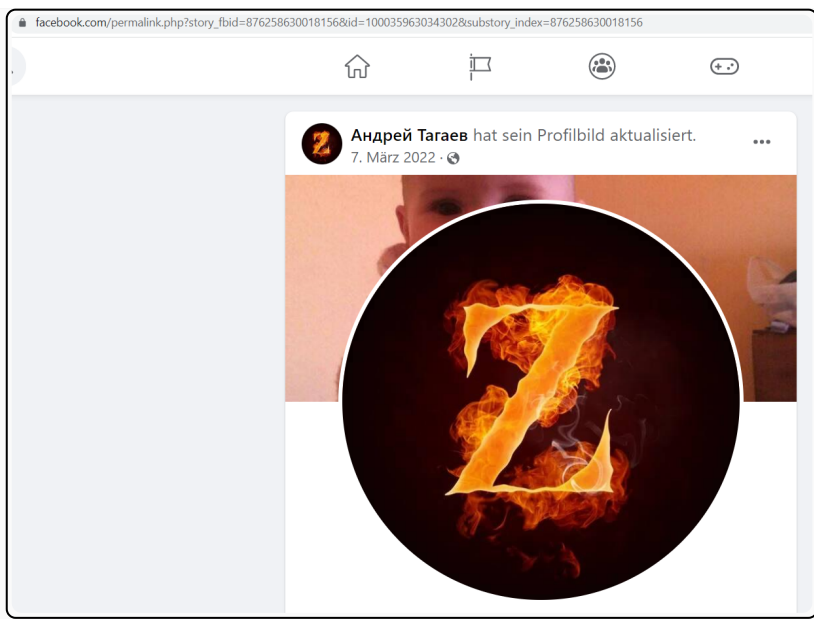 facebook.com/permalink.php?story_fbid=876258630018156&id=100035963034302&substory_index=876258630018156
Андрей Тагаев hat sein Profilbild aktualisiert.
7. März 2022 ·
Z